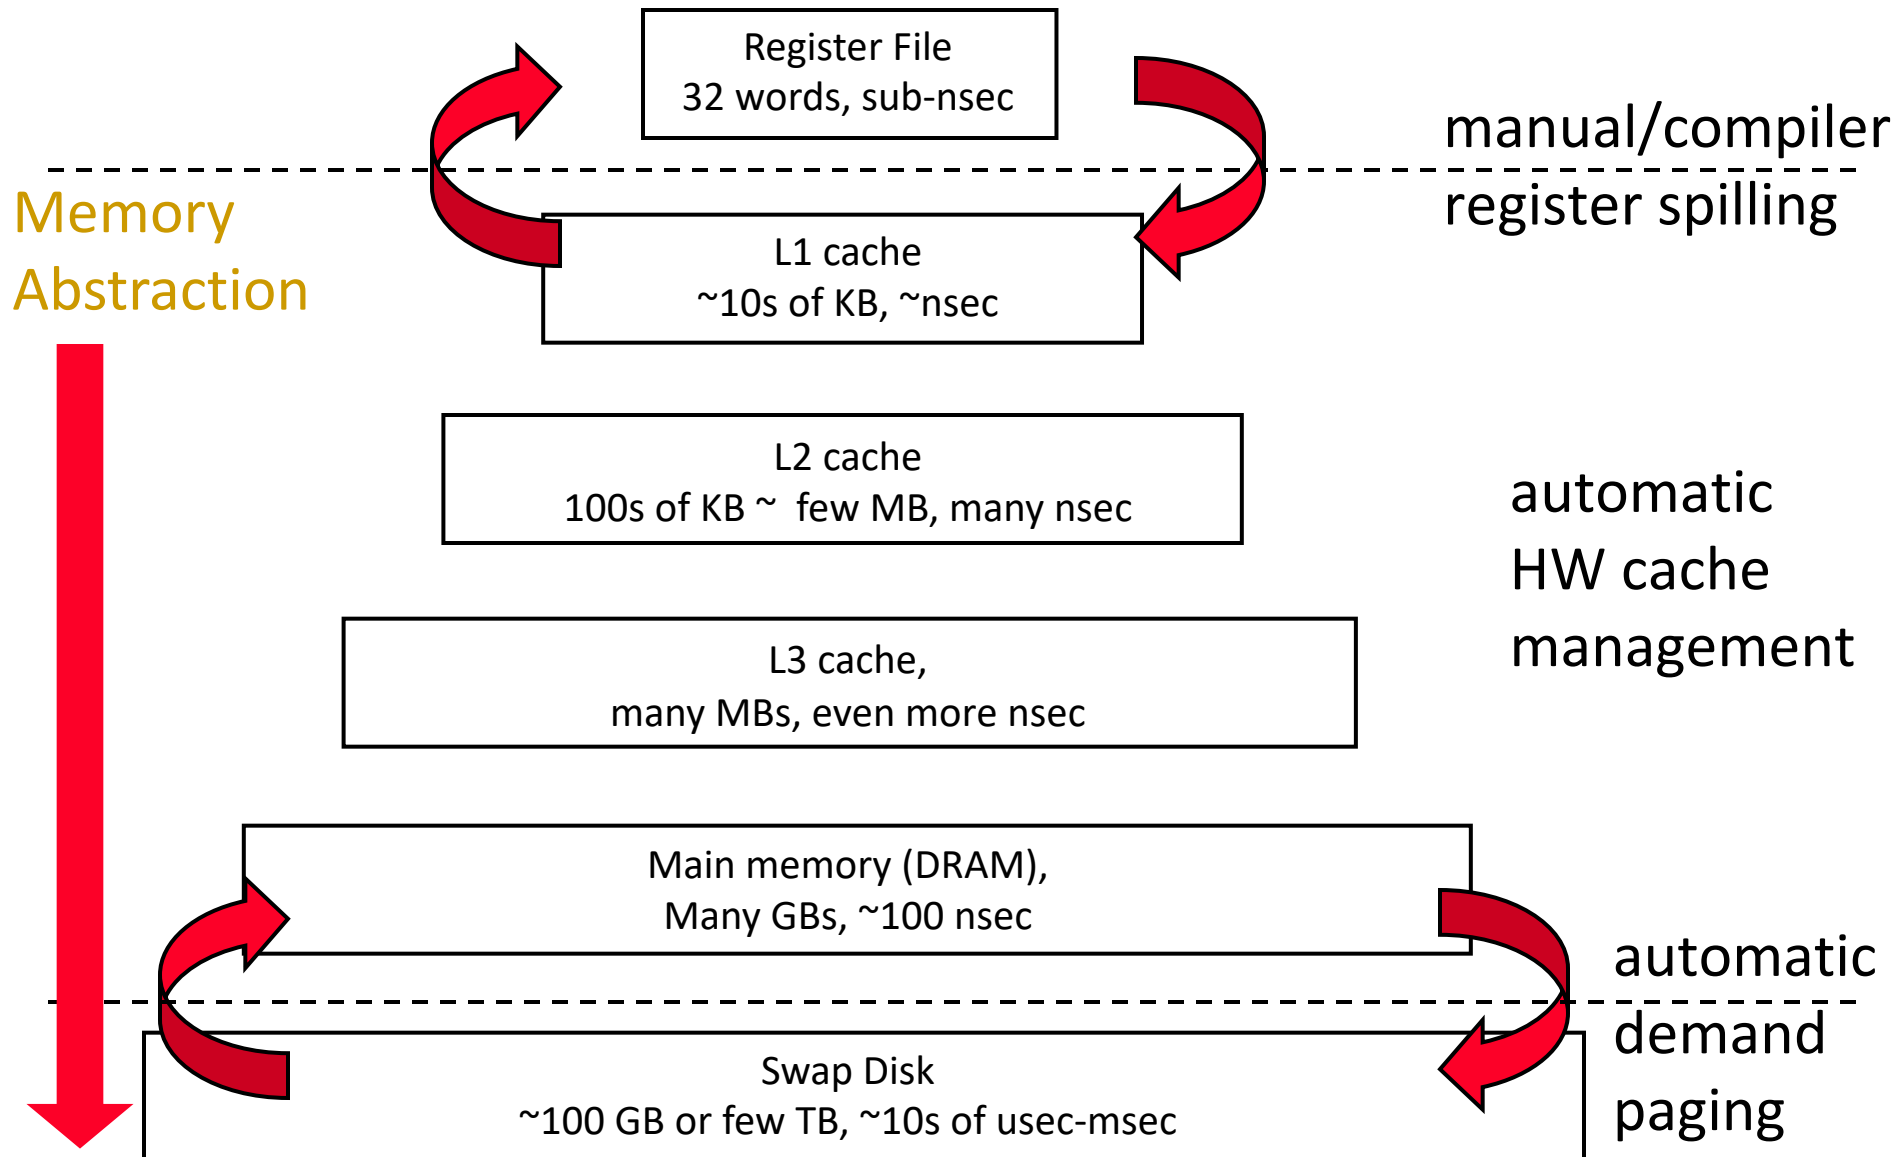 Register File
32 words, sub-nsec
manual/compiler
register spilling
Memory
Abstraction
L1 cache
~10s of KB, ~nsec
L2 cache
100s of KB ~  few MB, many nsec
automatic
HW cache
management
L3 cache,
many MBs, even more nsec
Main memory (DRAM),
Many GBs, ~100 nsec
automatic
demand
paging
Swap Disk
~100 GB or few TB, ~10s of usec-msec